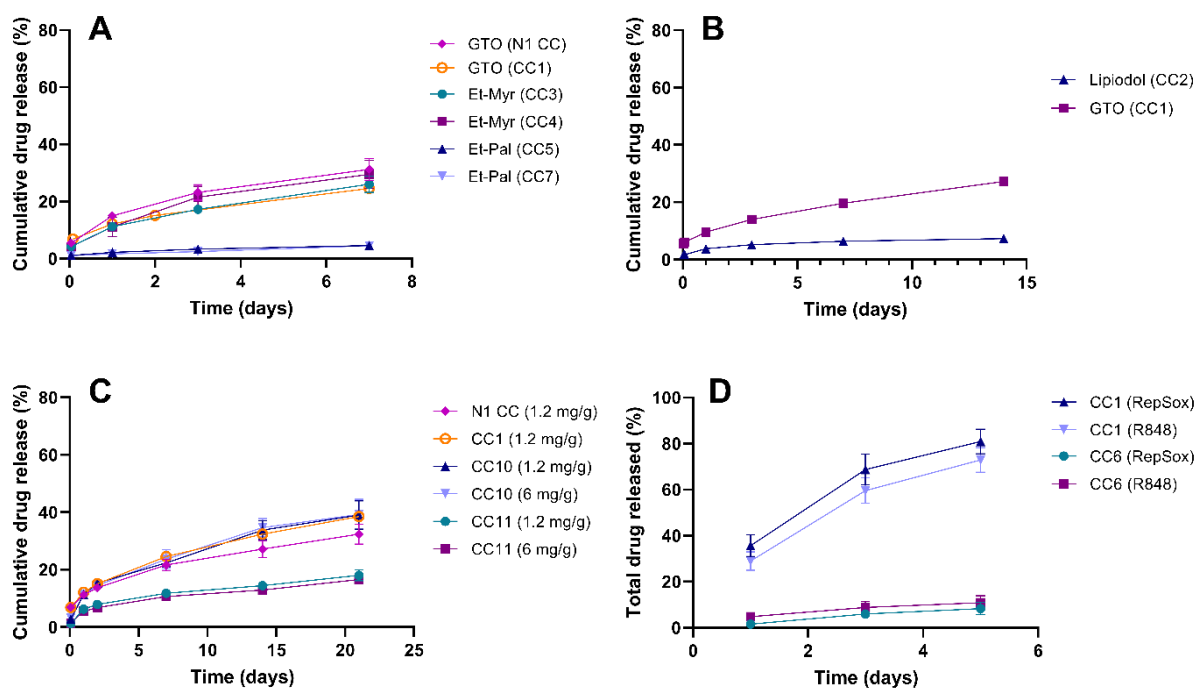 A
Cumulative drug release (%)
80
60
40
20
0
0
2
4
6
8
Time (days)
GTO (N1 CC)
GTO (CC1)
Et-Myr (CC3)
Et-Myr (CC4)
Et-Pal (CC5)
Et-Pal (CC7)
B
Cumulative drug release (%)
80
60
40
20
0
0
5
10
15
Time (days)
Lipiodol (CC2)
GTO (CC1)
C
Cumulative drug release (%)
80
60
40
20
0
0
5
10
15
20
25
Time (days)
N1 CC (1.2 mg/g)
CC1 (1.2 mg/g)
CC10 (1.2 mg/g)
CC10 (6 mg/g)
CC11 (1.2 mg/g)
CC11 (6 mg/g)
D
Total drug released (%)
100
80
60
40
20
0
0
2
4
6
Time (days)
CC1 (RepSox)
CC1 (R848)
CC6 (RepSox)
CC6 (R848)